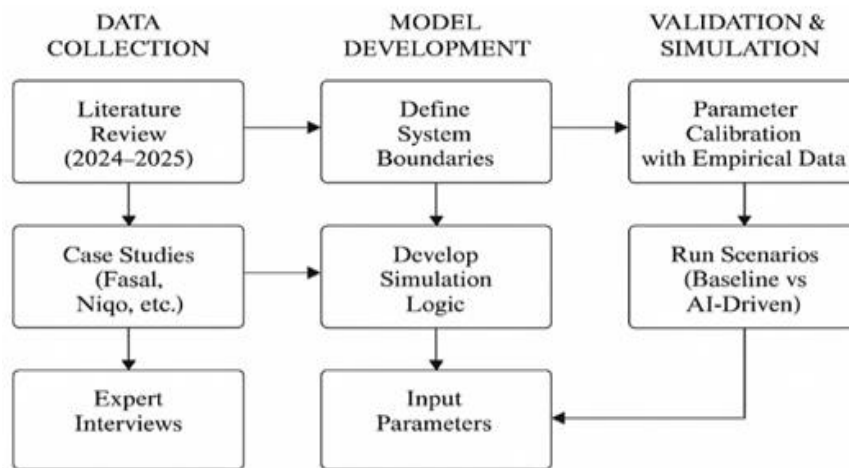 DATA
COLLECTION
MODEL
DEVELOPMENT
VALIDATION &
SIMULATION
Literature
Review
(2024–2025)
Define
System
Boundaries
Parameter
Calibration
with Empirical Data
Case Studies
(Fasal,
Niqo, etc.)
Develop
Simulation
Logic
Run Scenarios
(Baseline vs
AI-Driven)
Expert
Interviews
Input
Parameters